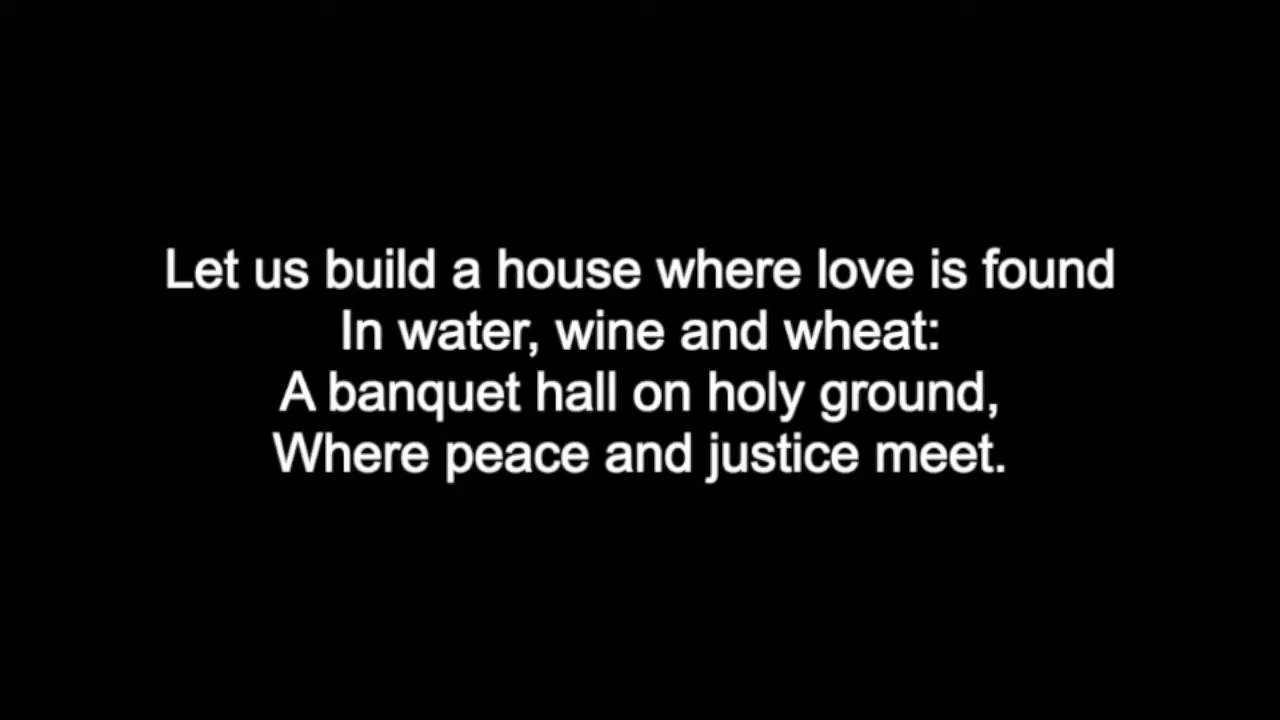 Let us build a house where love is found
In water, wine and wheat:
A banquet hall on holy ground,
Where peace and justice meet.